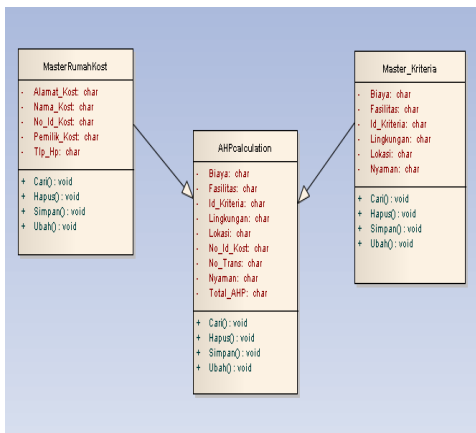 MasterRumahKost
- Alamat_Kost: char
- Nama_Kost: char
- No_Id_Kost: char
- Pemilik_Kost: char
- Tlp_Hp: char
+ Cari() : void
+ Hapus() : void
+ Simpan() : void
+ Ubah() : void
AHPcalculation
- Biaya: char
- Fasilitas: char
- Id_Kriteria: char
- Lingkungan: char
- Lokasi: char
- No_Id_Kost: char
- No_Trans: char
- Nyaman: char
- Total_AHP: char
+ Cari() : void
+ Hapus() : void
+ Simpan() : void
+ Ubah() : void
Master_Kriteria
- Biaya: char
- Fasilitas: char
- Id_Kriteria: char
- Lingkungan: char
- Lokasi: char
- Nyaman: char
+ Cari() : void
+ Hapus() : void
+ Simpan() : void
+ Ubah() : void